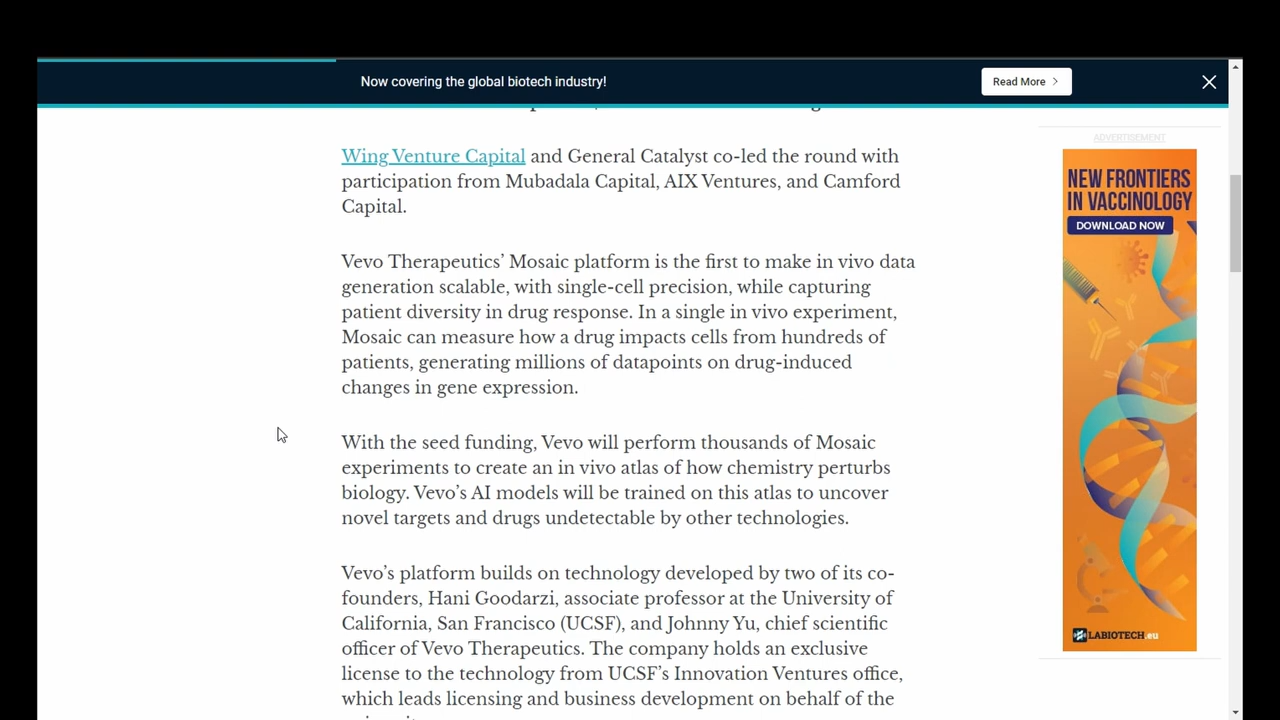 Now covering the global biotech industry!
Read More
Wing Venture Capital and General Catalyst co-led the round with
participation from Mubadala Capital, AIX Ventures, and Camford
Capital.
Vevo Therapeutics’ Mosaic platform is the first to make in vivo data
generation scalable, with single-cell precision, while capturing
patient diversity in drug response. In a single in vivo experiment,
Mosaic can measure how a drug impacts cells from hundreds of
patients, generating millions of datapoints on drug-induced
changes in gene expression.
With the seed funding, Vevo will perform thousands of Mosaic
experiments to create an in vivo atlas of how chemistry perturbs
biology. Vevo’s AI models will be trained on this atlas to uncover
novel targets and drugs undetectable by other technologies.
Vevo’s platform builds on technology developed by two of its co-
founders, Hani Goodarzi, associate professor at the University of
California, San Francisco (UCSF), and Johnny Yu, chief scientific
officer of Vevo Therapeutics. The company holds an exclusive
license to the technology from UCSF’s Innovation Ventures office,
which leads licensing and business development on behalf of the
ADVERTISEMENT
NEW FRONTIERS
IN VACCINOLOGY
DOWNLOAD NOW
LABIOTECH.eu